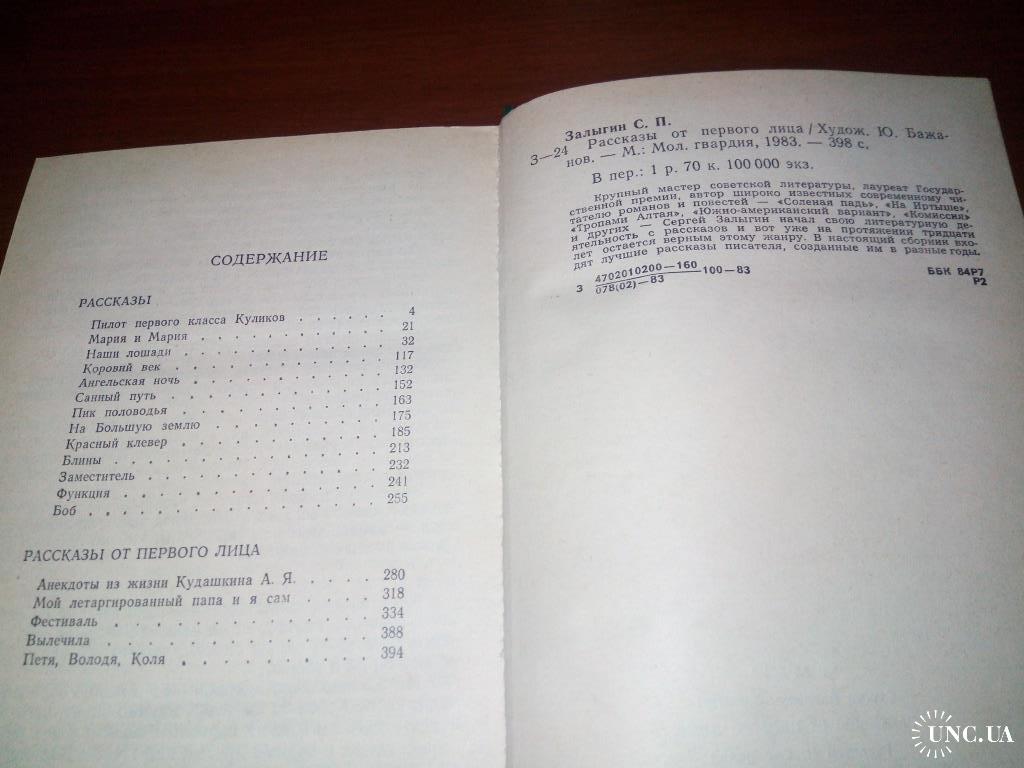 СОДЕРЖАНИЕ
РАССКАЗЫ
Пилот первого класса Куликов . . . . . . 4
Мария и Мария . . . . . . . . . . . 21
Наши лошади . . . . . . . . . . . . 32
Коровий век . . . . . . . . . . . . 117
Ангельская ночь . . . . . . . . . . . 132
Санный путь . . . . . . . . . . . . 152
Пик половодья . . . . . . . . . . . 163
На Большую землю . . . . . . . . . . 175
Красный клевер . . . . . . . . . . . 185
Блины . . . . . . . . . . . . . . 213
Заместитель . . . . . . . . . . . . 232
Функция . . . . . . . . . . . . . 241
Боб . . . . . . . . . . . . . . . 255
РАССКАЗЫ ОТ ПЕРВОГО ЛИЦА
Анекдоты из жизни Кудашкина А. Я. . . . . 280
Мой летаргированный папа и я сам . . . . 318
Фестиваль . . . . . . . . . . . . 334
Вылечила . . . . . . . . . . . . . 388
Петя, Володя, Коля . . . . . . . . . 394
Залыгин С. П.
З—24 Рассказы от первого лица / Худож. Ю. Бажа-
нов. — М.: Мол. гвардия, 1983. — 398 с.
В пер.: 1 р. 70 к. 100 000 экз.
Крупный мастер советской литературы, лауреат Государ-
ственной премии, автор широко известных современному чи-
тателю романов и повестей — «Соленая падь», «На Иртыше»,
«Тропами Алтая», «Южно-американский вариант», «Комиссия»
и других — Сергей Залыгин начал свою литературную де-
ятельность с рассказов и вот уже на протяжении тридцати
лет остается верным этому жанру. В настоящий сборник вхо-
дят лучшие рассказы писателя, созданные им в разные годы.
З 4702010200—160
078(02)—83 100—83
ББК 84Р7
Р2
UNC.UA